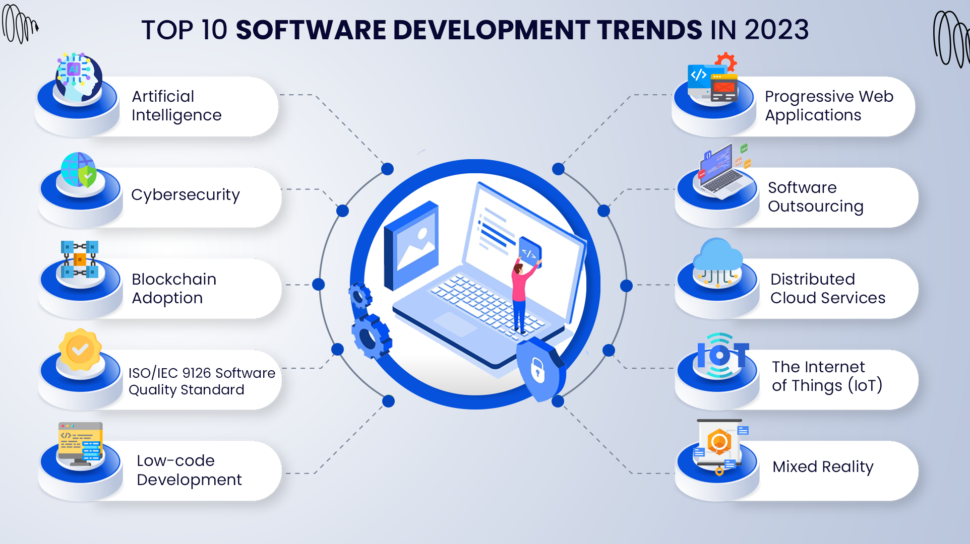 TOP 10 SOFTWARE DEVELOPMENT TRENDS IN 2023
Artificial
Intelligence
Cybersecurity
Blockchain
Adoption
ISO/IEC 9126 Software
Quality Standard
Low-code
Development
Progressive Web
Applications
Software
Outsourcing
Distributed
Cloud Services
IOT
The Internet
of Things (IoT)
Mixed Reality